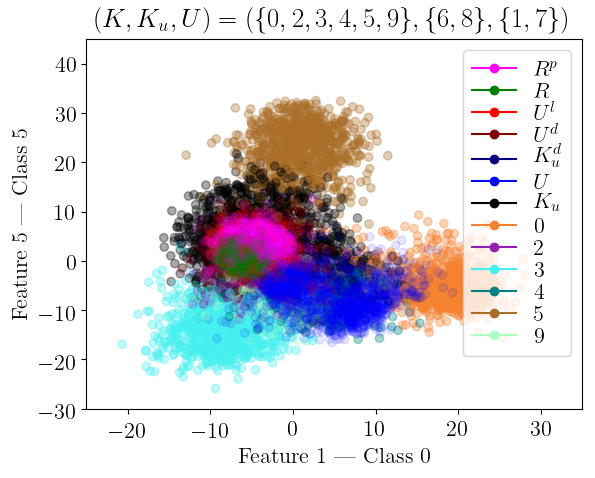 (K, K_u, U) = ({0, 2, 3, 4, 5, 9}, {6, 8}, {1, 7})
40
30
20
10
0
−10
−20
−30
Feature 5 — Class 5
R^p
R
U^l
U^d
K_u^d
U
K_u
0
2
3
4
5
9
−20
−10
0
10
20
30
Feature 1 — Class 0